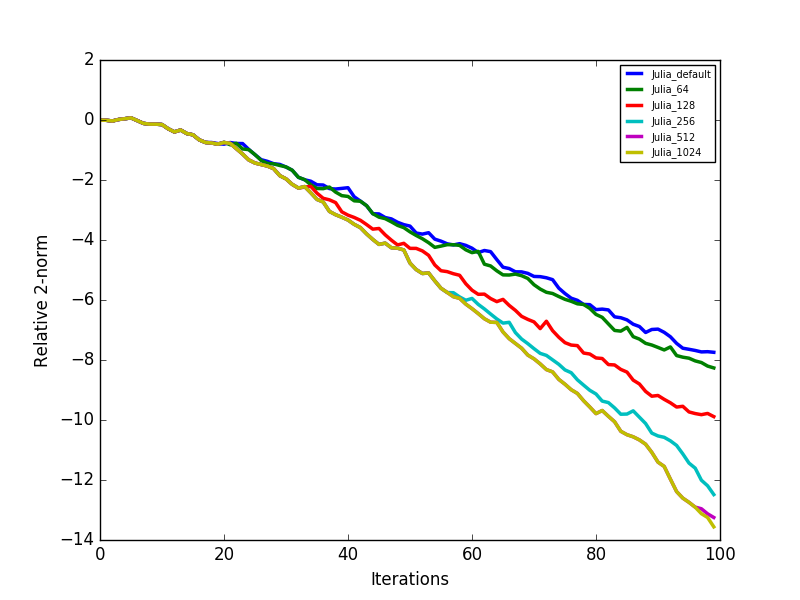 2
0
−2
−4
−6
−8
−10
−12
−14
0 20 40 60 80 100
Relative 2-norm
Iterations
Julia_default
Julia_64
Julia_128
Julia_256
Julia_512
Julia_1024